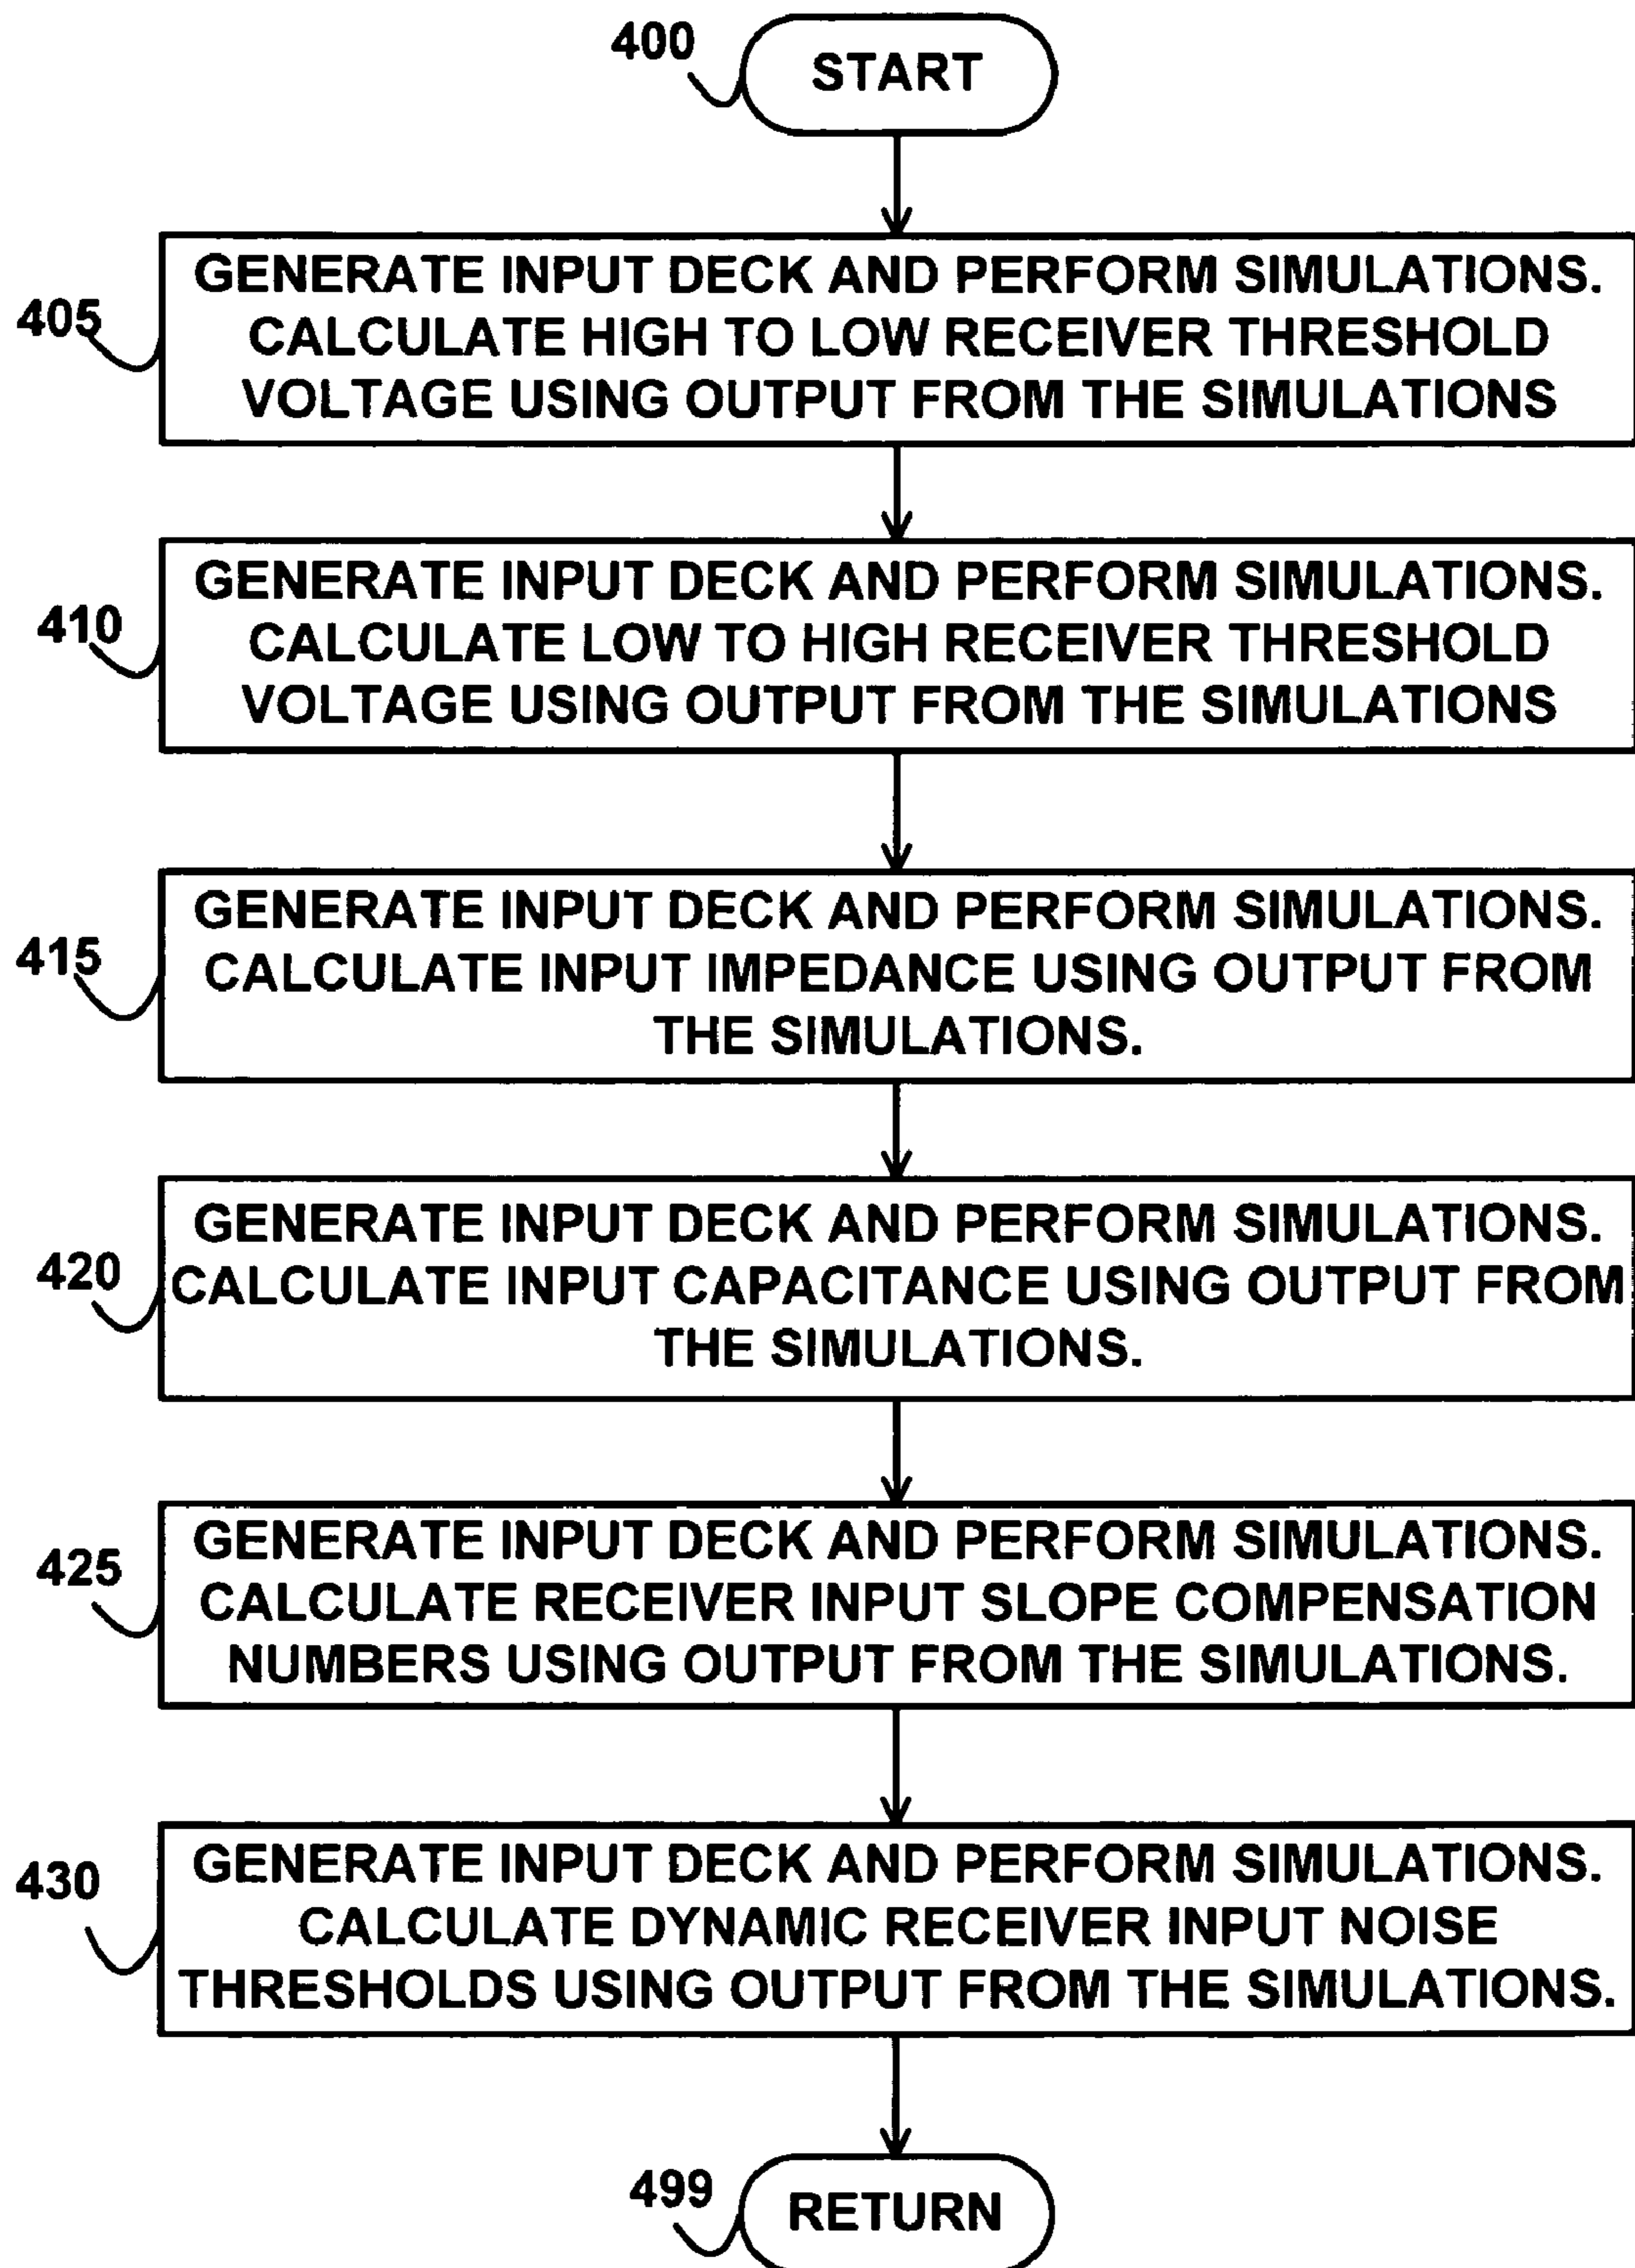 400
START
405
GENERATE INPUT DECK AND PERFORM SIMULATIONS.
CALCULATE HIGH TO LOW RECEIVER THRESHOLD
VOLTAGE USING OUTPUT FROM THE SIMULATIONS
410
GENERATE INPUT DECK AND PERFORM SIMULATIONS.
CALCULATE LOW TO HIGH RECEIVER THRESHOLD
VOLTAGE USING OUTPUT FROM THE SIMULATIONS
415
GENERATE INPUT DECK AND PERFORM SIMULATIONS.
CALCULATE INPUT IMPEDANCE USING OUTPUT FROM
THE SIMULATIONS.
420
GENERATE INPUT DECK AND PERFORM SIMULATIONS.
CALCULATE INPUT CAPACITANCE USING OUTPUT FROM
THE SIMULATIONS.
425
GENERATE INPUT DECK AND PERFORM SIMULATIONS.
CALCULATE RECEIVER INPUT SLOPE COMPENSATION
NUMBERS USING OUTPUT FROM THE SIMULATIONS.
430
GENERATE INPUT DECK AND PERFORM SIMULATIONS.
CALCULATE DYNAMIC RECEIVER INPUT NOISE
THRESHOLDS USING OUTPUT FROM THE SIMULATIONS.
499
RETURN